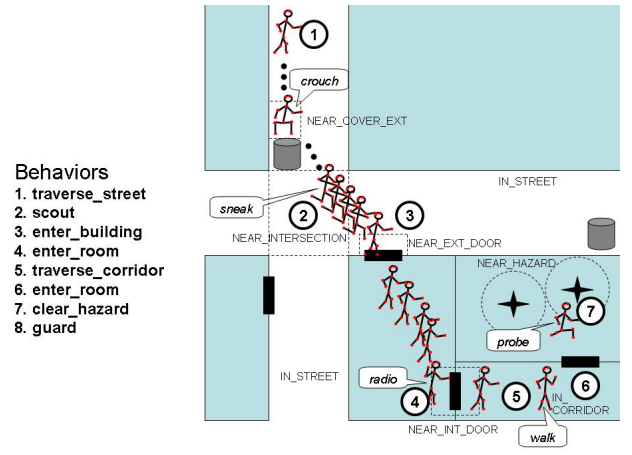 Behaviors
1. traverse_street
2. scout
3. enter_building
4. enter_room
5. traverse_corridor
6. enter_room
7. clear_hazard
8. guard
1
crouch
NEAR_COVER_EXT
IN_STREET
sneak
2
3
NEAR_INTERSECTION
NEAR_EXT_DOOR
NEAR_HAZARD
7
probe
IN_STREET
radio
4
5
6
IN_
CORRIDOR
NEAR_INT_DOOR
walk